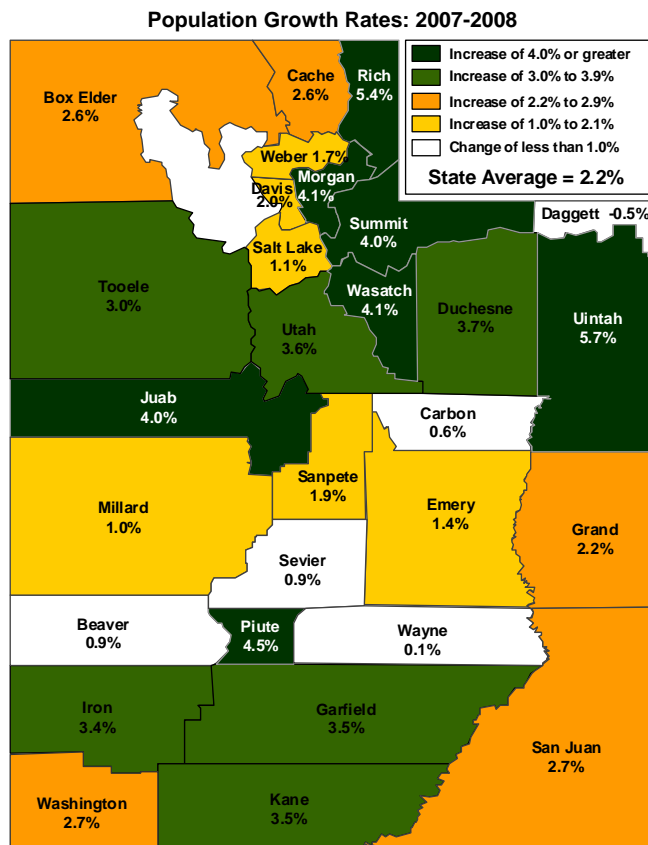 Population Growth Rates: 2007-2008
Increase of 4.0% or greater
Increase of 3.0% to 3.9%
Increase of 2.2% to 2.9%
Increase of 1.0% to 2.1%
Change of less than 1.0%
State Average = 2.2%
Box Elder
2.6%
Cache
2.6%
Rich
5.4%
Weber 1.7%
Morgan
4.1%
Davis
2.0%
Summit
4.0%
Daggett -0.5%
Salt Lake
1.1%
Tooele
3.0%
Wasatch
4.1%
Duchesne
3.7%
Uintah
5.7%
Utah
3.6%
Juab
4.0%
Carbon
0.6%
Sanpete
1.9%
Millard
1.0%
Emery
1.4%
Grand
2.2%
Sevier
0.9%
Beaver
0.9%
Piute
4.5%
Wayne
0.1%
Iron
3.4%
Garfield
3.5%
San Juan
2.7%
Washington
2.7%
Kane
3.5%